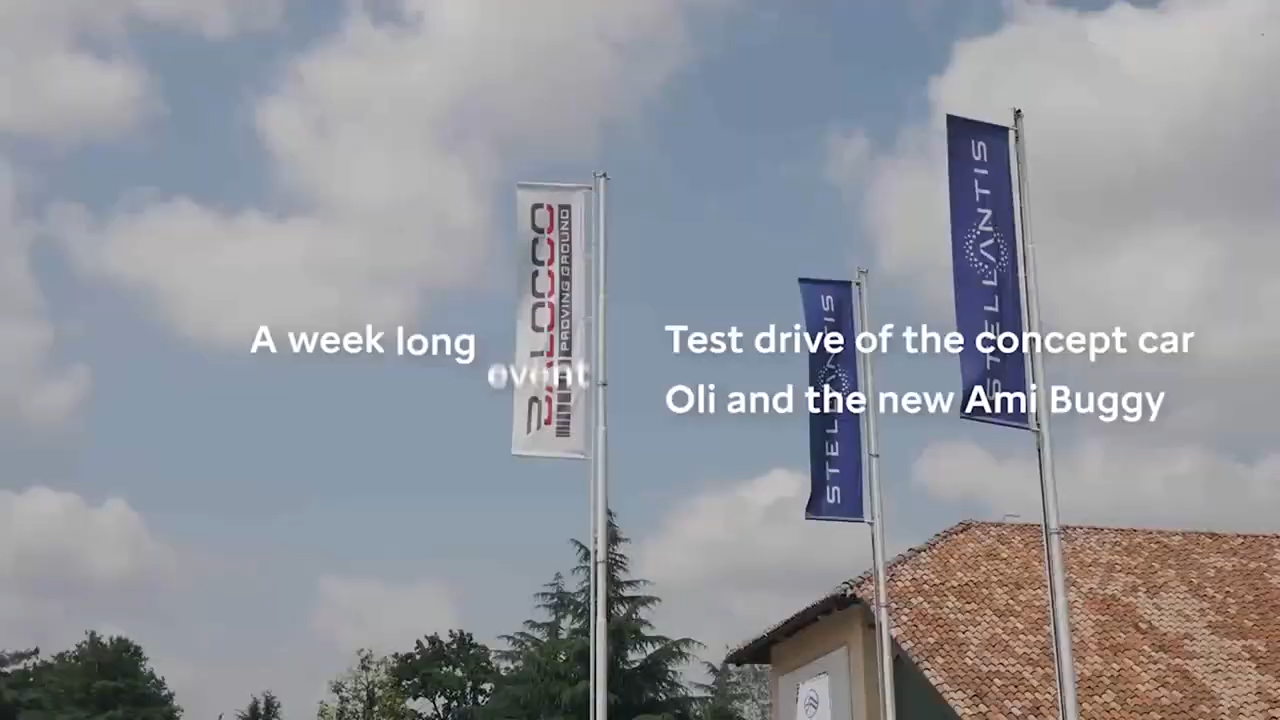 A week long
event
Test drive of the concept car
Oli and the new Ami Buggy
BALOCCO
PROVING GROUND
STELLANTIS
STELLANTIS